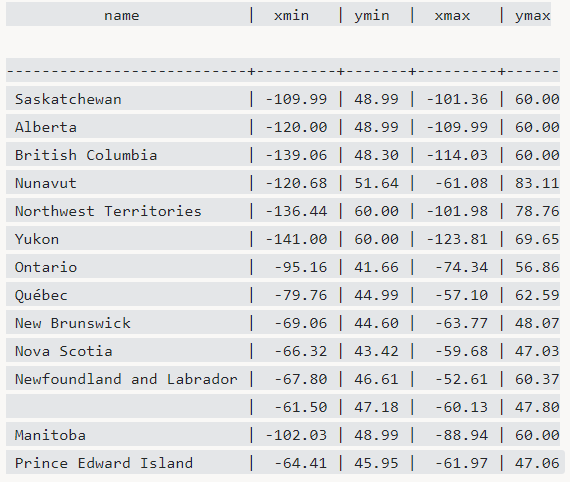 name | xmin | ymin | xmax | ymax
---------------------------+---------+-------+---------+------
Saskatchewan | -109.99 | 48.99 | -101.36 | 60.00
Alberta | -120.00 | 48.99 | -109.99 | 60.00
British Columbia | -139.06 | 48.30 | -114.03 | 60.00
Nunavut | -120.68 | 51.64 | -61.08 | 83.11
Northwest Territories | -136.44 | 60.00 | -101.98 | 78.76
Yukon | -141.00 | 60.00 | -123.81 | 69.65
Ontario | -95.16 | 41.66 | -74.34 | 56.86
Québec | -79.76 | 44.99 | -57.10 | 62.59
New Brunswick | -69.06 | 44.60 | -63.77 | 48.07
Nova Scotia | -66.32 | 43.42 | -59.68 | 47.03
Newfoundland and Labrador | -67.80 | 46.61 | -52.61 | 60.37
| -61.50 | 47.18 | -60.13 | 47.80
Manitoba | -102.03 | 48.99 | -88.94 | 60.00
Prince Edward Island | -64.41 | 45.95 | -61.97 | 47.06